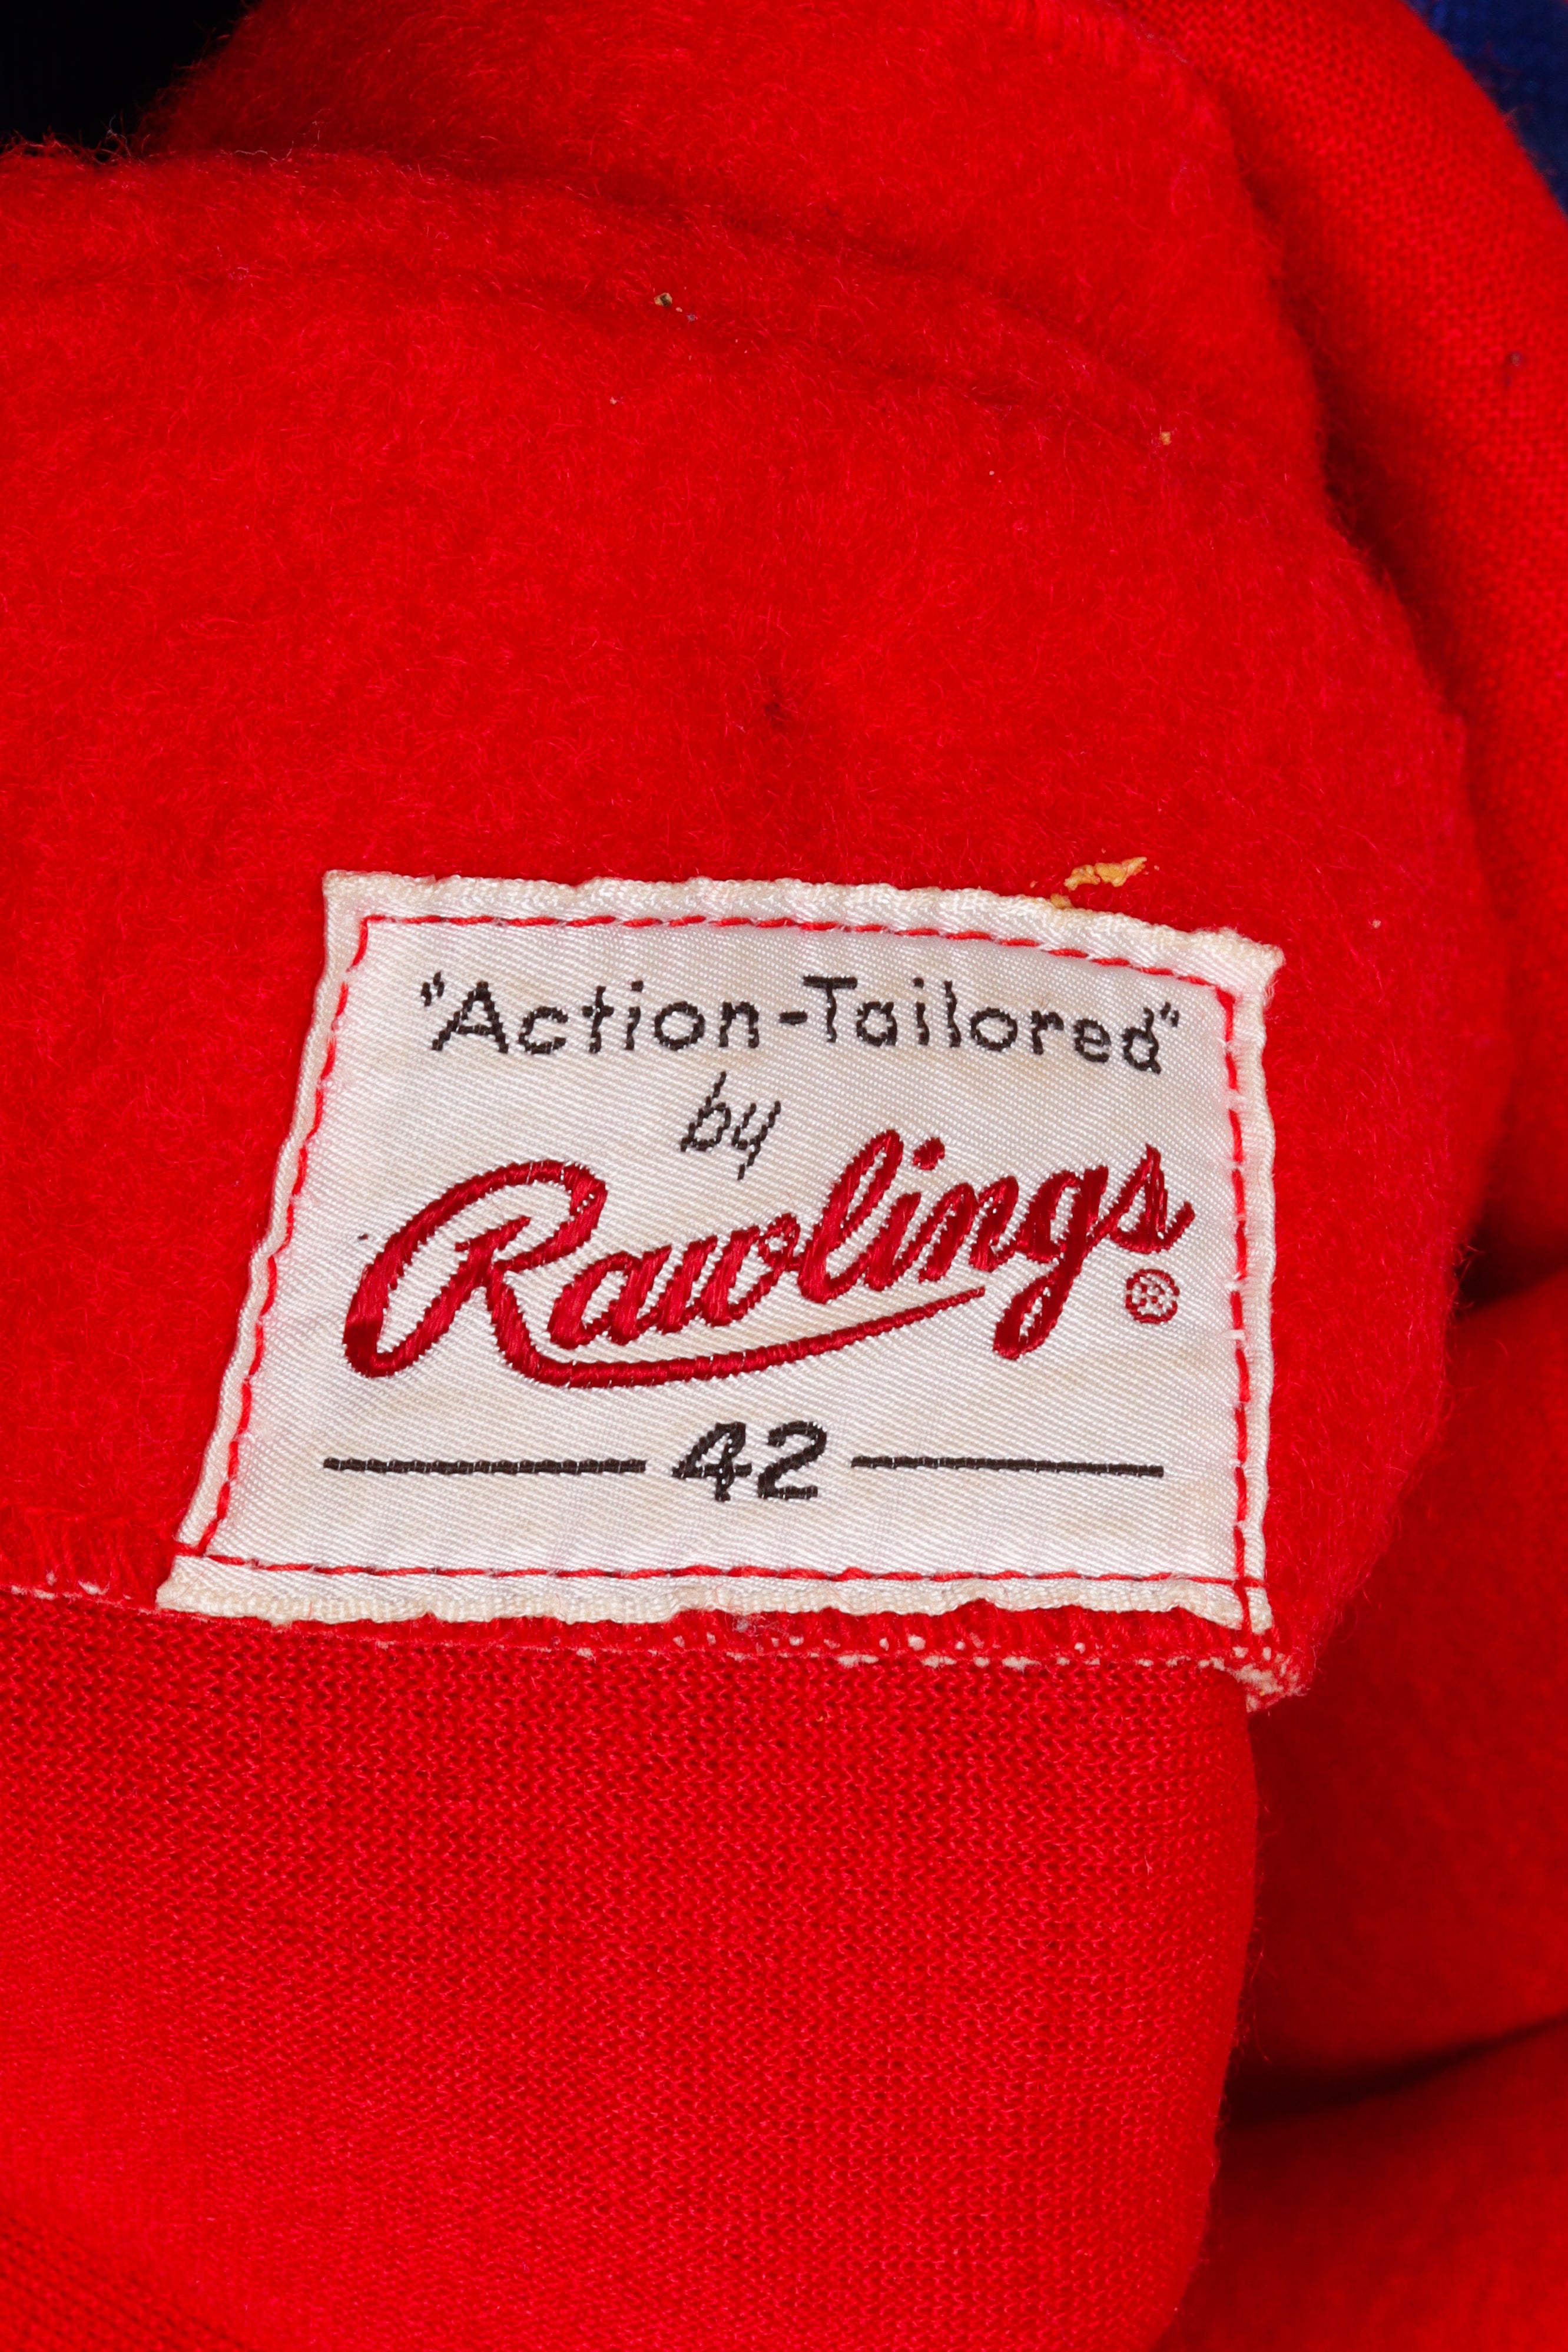 "Action-Tailored"
by
Rawlings®
42